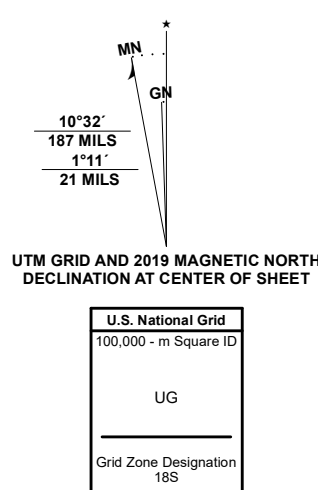 MN
GN
10°32´
187 MILS
1°11´
21 MILS
UTM GRID AND 2019 MAGNETIC NORTH
DECLINATION AT CENTER OF SHEET
U.S. National Grid
100,000 - m Square ID
UG
Grid Zone Designation
18S